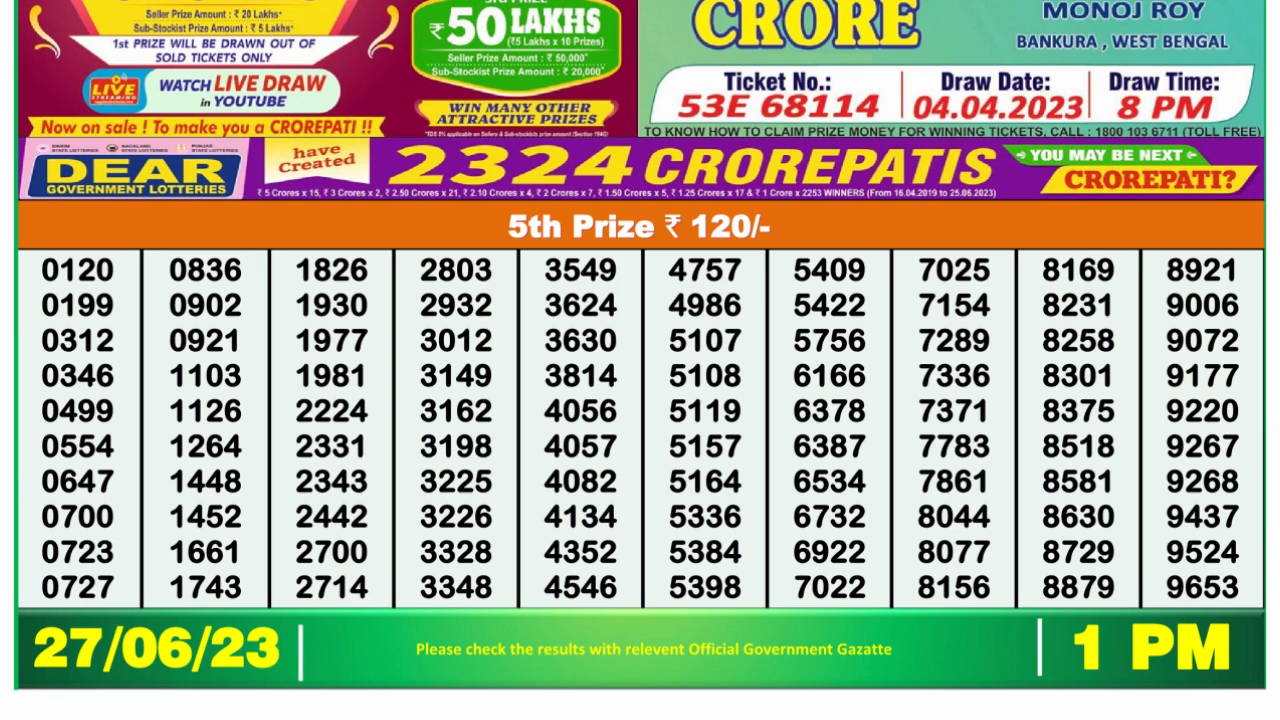 Seller Prize Amount : ₹ 20 Lakhs*
Sub-Stockist Prize Amount : ₹ 5 Lakhs*
1st PRIZE WILL BE DRAWN OUT OF
SOLD TICKETS ONLY
LIVE
STREAMING
WATCH LIVE DRAW
in YOUTUBE
Now on sale ! To make you a CROREPATI !!
₹50 LAKHS
(₹5 Lakhs x 10 Prizes)
Seller Prize Amount : ₹ 50,000*
Sub-Stockist Prize Amount : ₹ 20,000*
WIN MANY OTHER
ATTRACTIVE PRIZES
CRORE
MONOJ ROY
BANKURA , WEST BENGAL
Ticket No.: Draw Date: Draw Time:
53E 68114 04.04.2023 8 PM
TO KNOW HOW TO CLAIM PRIZE MONEY FOR WINNING TICKETS, CALL : 1800 103 6711 (TOLL FREE)
SIKKIM STATE LOTTERIES NAGALAND STATE LOTTERIES PUNJAB STATE LOTTERIES
DEAR
GOVERNMENT LOTTERIES
have
Created
2324 CROREPATIS
₹ 5 Crores x 15, ₹ 3 Crores x 2, ₹ 2.50 Crores x 21, ₹ 2.10 Crores x 4, ₹ 2 Crores x 7, ₹ 1.50 Crores x 5, ₹ 1.25 Crores x 17 & ₹ 1 Crore x 2253 WINNERS (From 16.04.2019 to 25.06.2023)
YOU MAY BE NEXT
CROREPATI?
5th Prize ₹ 120/-
0120 0836 1826 2803 3549 4757 5409 7025 8169 8921
0199 0902 1930 2932 3624 4986 5422 7154 8231 9006
0312 0921 1977 3012 3630 5107 5756 7289 8258 9072
0346 1103 1981 3149 3814 5108 6166 7336 8301 9177
0499 1126 2224 3162 4056 5119 6378 7371 8375 9220
0554 1264 2331 3198 4057 5157 6387 7783 8518 9267
0647 1448 2343 3225 4082 5164 6534 7861 8581 9268
0700 1452 2442 3226 4134 5336 6732 8044 8630 9437
0723 1661 2700 3328 4352 5384 6922 8077 8729 9524
0727 1743 2714 3348 4546 5398 7022 8156 8879 9653
27/06/23
Please check the results with relevent Official Government Gazatte
1 PM